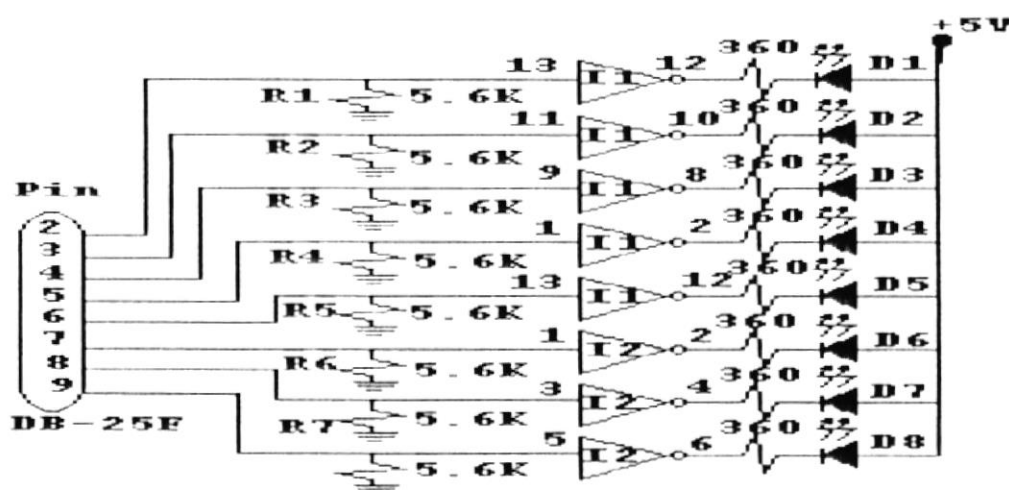 +5V
360
13 I1 12 D1
R1 5.6K 360
11 I1 10 D2
R2 5.6K 360
9 I1 8 D3
Pin
R3 5.6K 360
2
1 I1 2 D4
3
R4 5.6K 360
4
13 I1 12 D5
5
R5 5.6K 360
6
1 I2 2 D6
7
R6 5.6K 360
8
3 I2 4 D7
9
DB-25F
R7 5.6K 360
5 I2 6 D8
5.6K